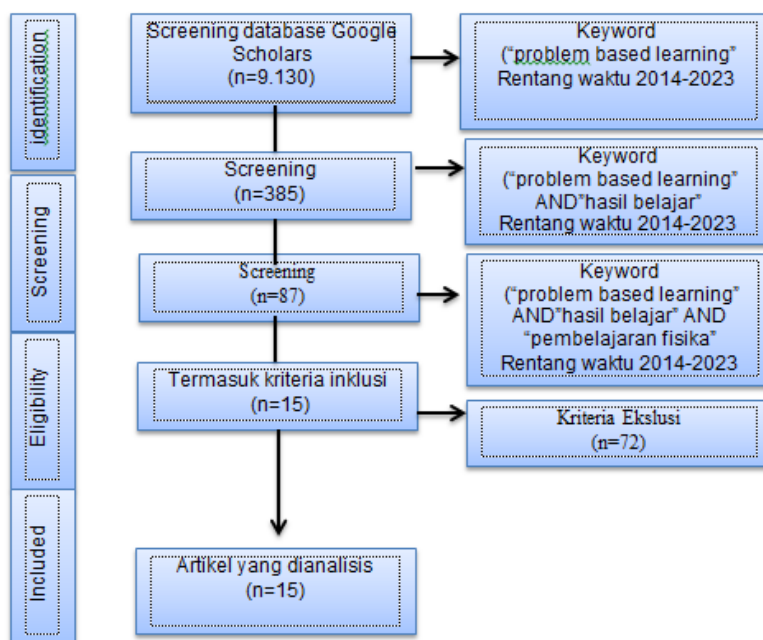 identification
Screening database Google
Scholars
(n=9.130)
Keyword
("problem based learning"
Rentang waktu 2014-2023
Screening
Screening
(n=385)
Keyword
("problem based learning"
AND"hasil belajar"
Rentang waktu 2014-2023
Screening
(n=87)
Keyword
("problem based learning"
AND"hasil belajar" AND
"pembelajaran fisika"
Rentang waktu 2014-2023
Eligibility
Termasuk kriteria inklusi
(n=15)
Kriteria Ekslusi
(n=72)
Included
Artikel yang dianalisis
(n=15)